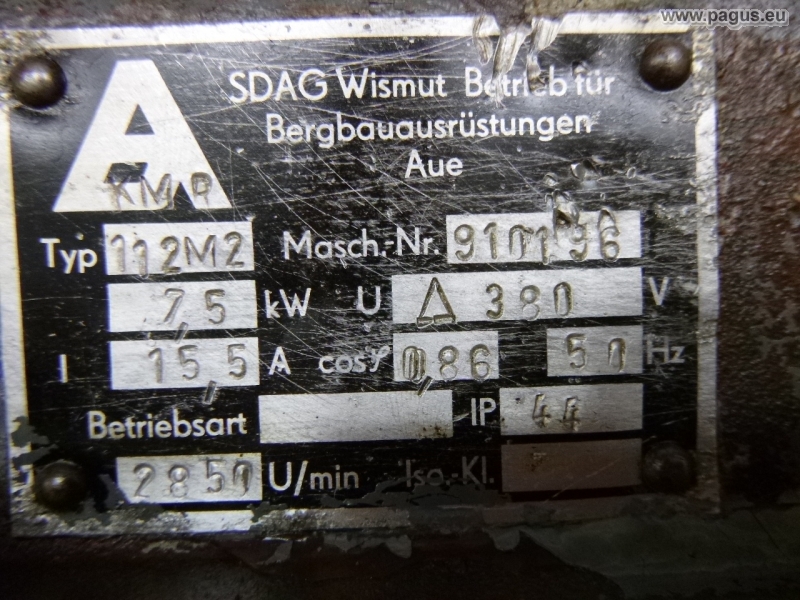 www.pagus.eu
A
SDAG Wismut Betrieb für
Bergbauausrüstungen
Aue
KMR
Typ 112M2 Masch.-Nr. 910196
7,5 kW U Δ 380 V
I 15,5 A cosφ 0,86 50 Hz
Betriebsart IP 44
2850 U/min Iso.-Kl.